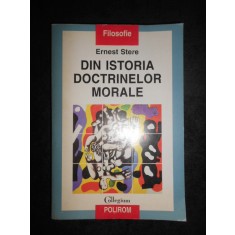 Filosofie
Ernest Stere
DIN ISTORIA
DOCTRINELOR
MORALE
Collegium
POLIROM